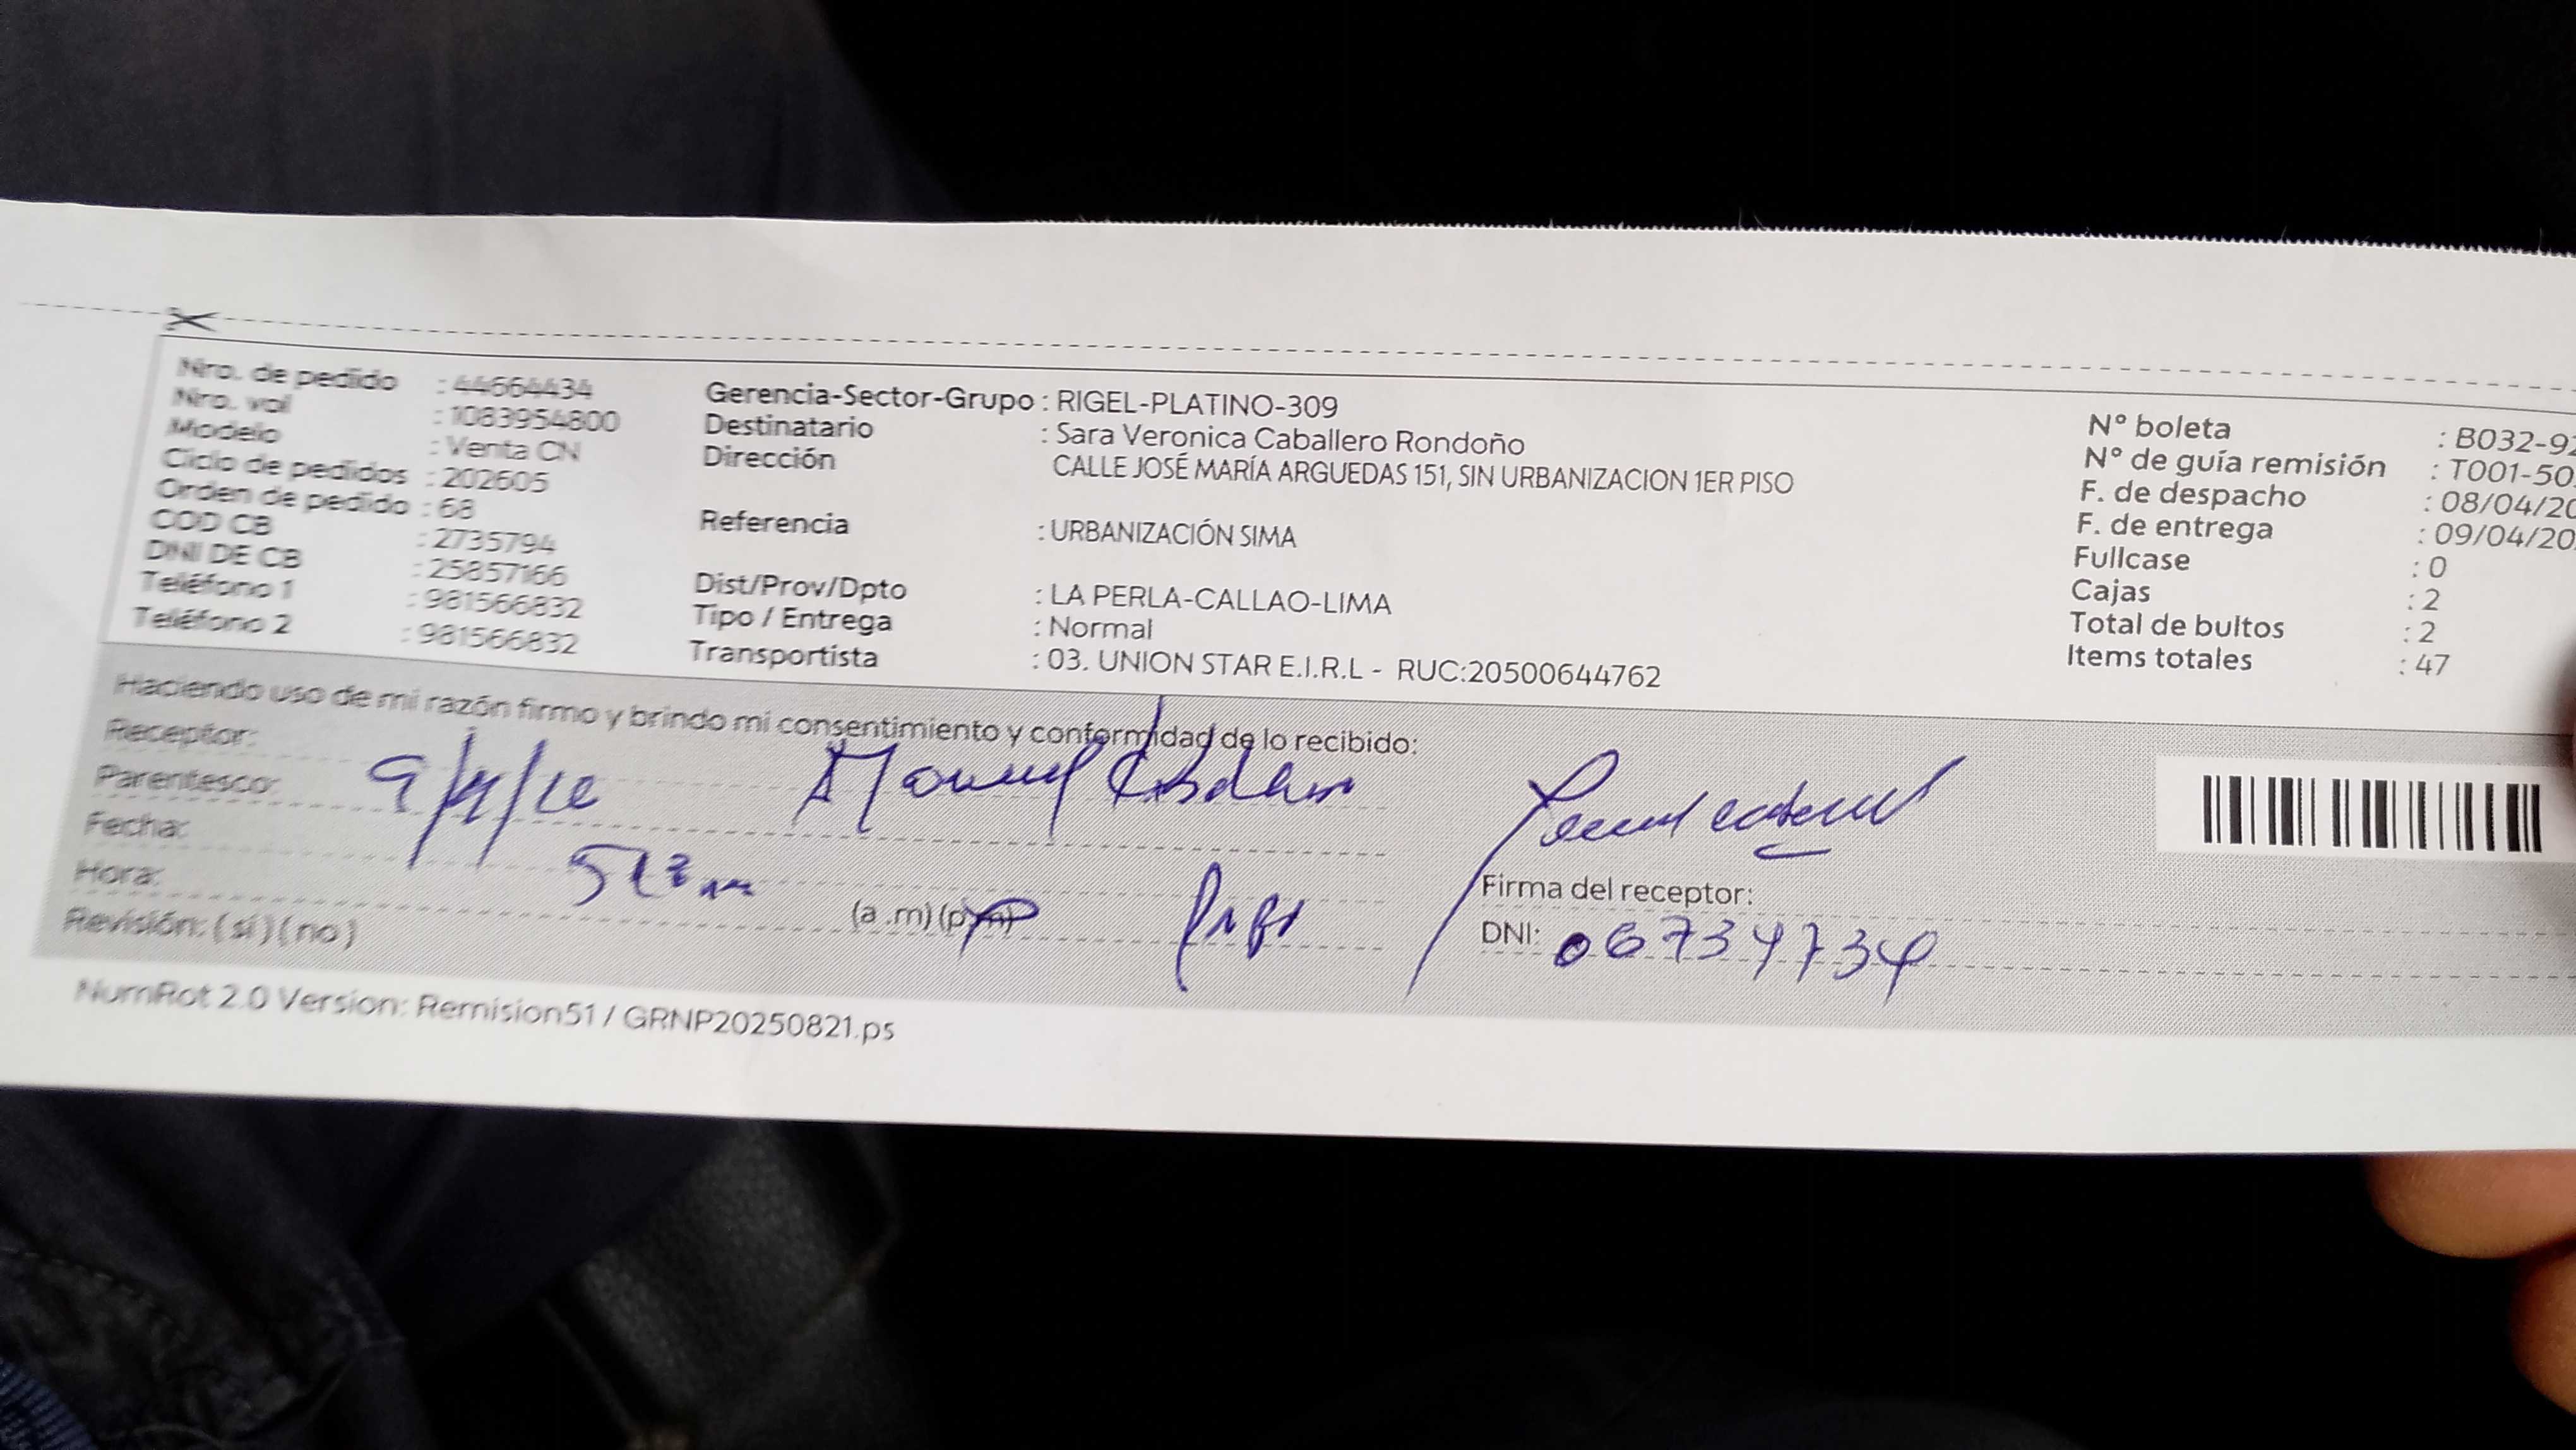 Nro. de pedido : 44664434
Nro. val : 1083954800
Modelo : Venta CN
Ciclo de pedidos : 202605
Orden de pedido : 68
COD CB : 2735794
DNI DE CB : 25857166
Teléfono 1 : 981566832
Teléfono 2 : 981566832
Gerencia-Sector-Grupo : RIGEL-PLATINO-309
Destinatario : Sara Veronica Caballero Rondoño
Dirección CALLE JOSÉ MARÍA ARGUEDAS 151, SIN URBANIZACION 1ER PISO
Referencia : URBANIZACIÓN SIMA
Dist/Prov/Dpto : LA PERLA-CALLAO-LIMA
Tipo / Entrega : Normal
Transportista : 03. UNION STAR E.I.R.L - RUC:20500644762
N° boleta : B032-92
N° de guía remisión : T001-50
F. de despacho : 08/04/20
F. de entrega : 09/04/20
Fullcase : 0
Cajas : 2
Total de bultos : 2
Items totales : 47
Haciendo uso de mi razón firmo y brindo mi consentimiento y conformidad de lo recibido:
Receptor: Manuel
Parentesco:
Fecha:
Hora: (a .m) (p.m)
Revisión: ( si ) ( no )
Firma del receptor:
DNI: 06734734
NumRot 2.0 Version: Remision51 / GRNP20250821.ps